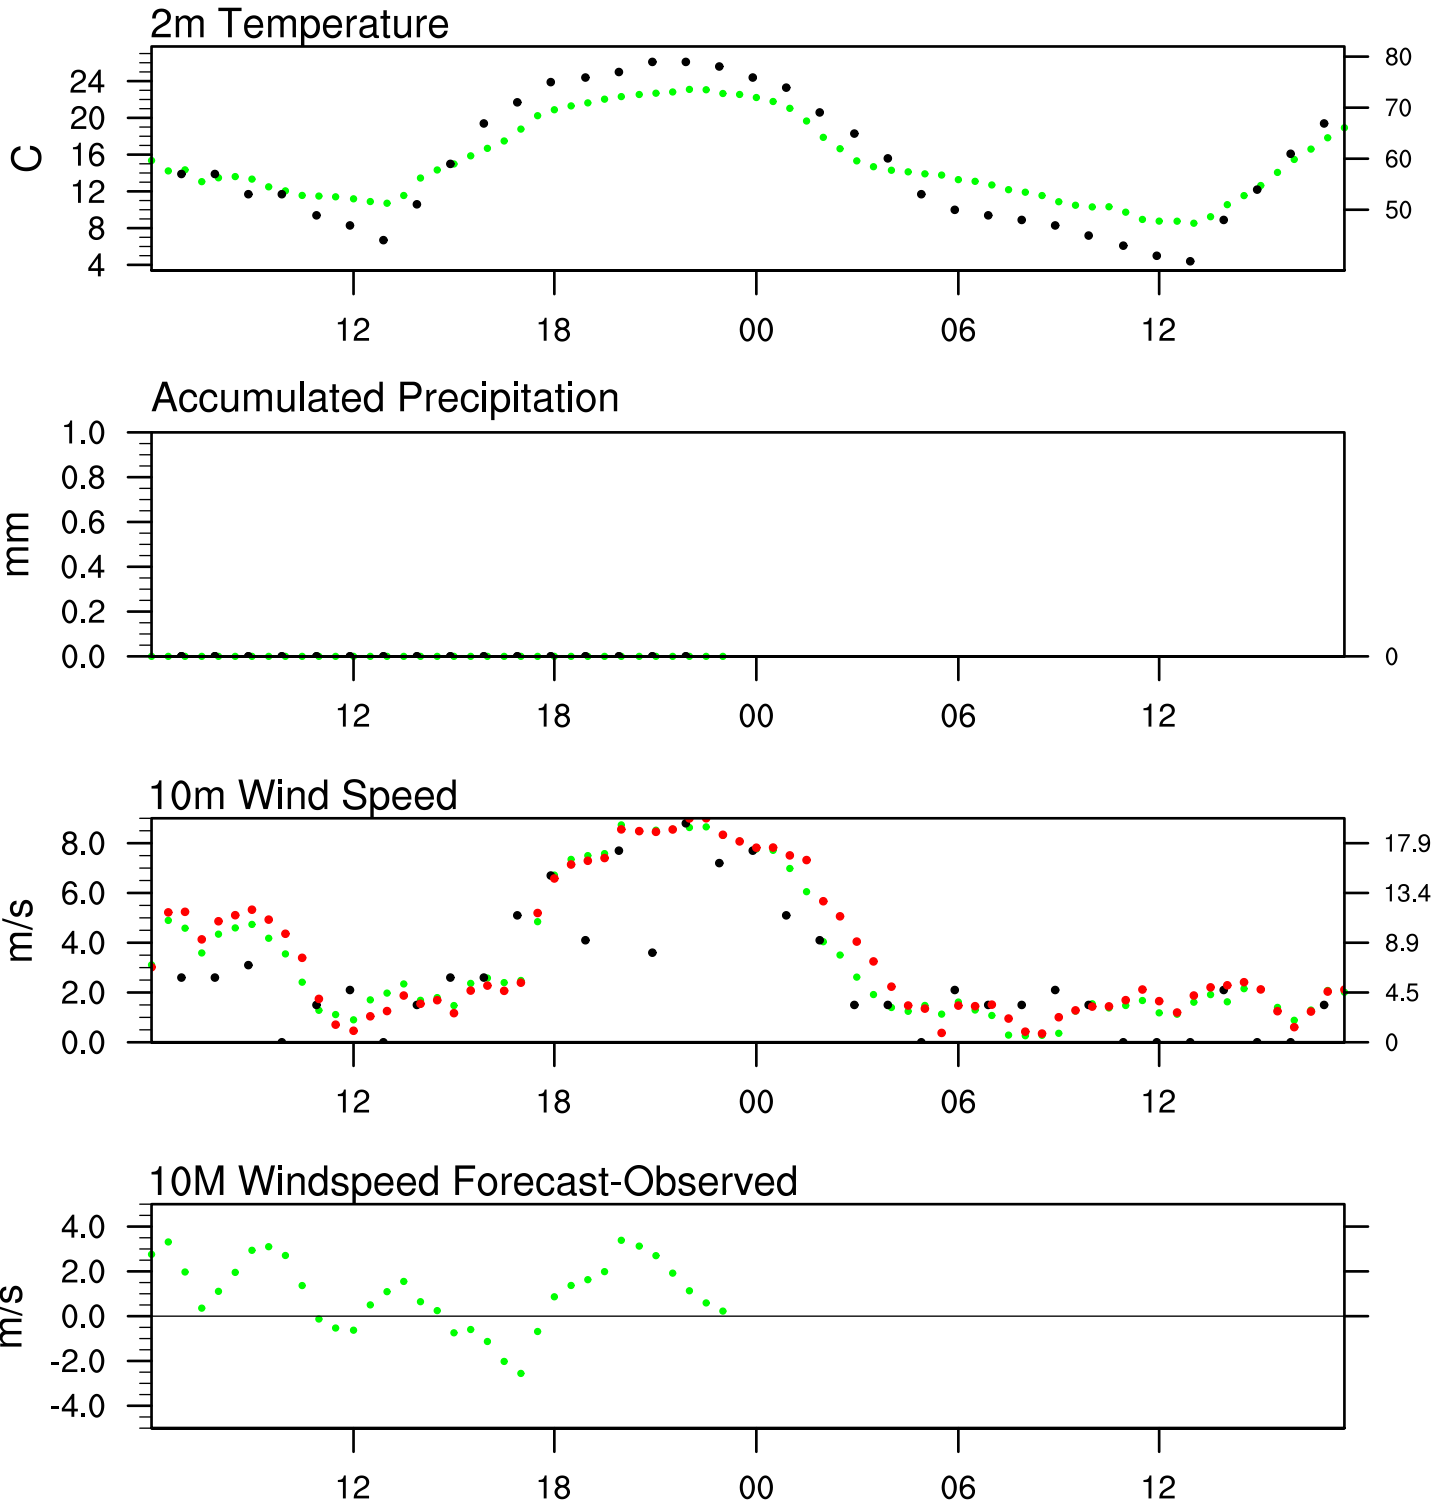 2m Temperature
C
24
20
16
12
8
4
80
70
60
50
12 18 00 06 12
Accumulated Precipitation
mm
1.0
0.8
0.6
0.4
0.2
0.0
0
12 18 00 06 12
10m Wind Speed
m/s
8.0
6.0
4.0
2.0
0.0
17.9
13.4
8.9
4.5
0
12 18 00 06 12
10M Windspeed Forecast-Observed
m/s
4.0
2.0
0.0
-2.0
-4.0
12 18 00 06 12